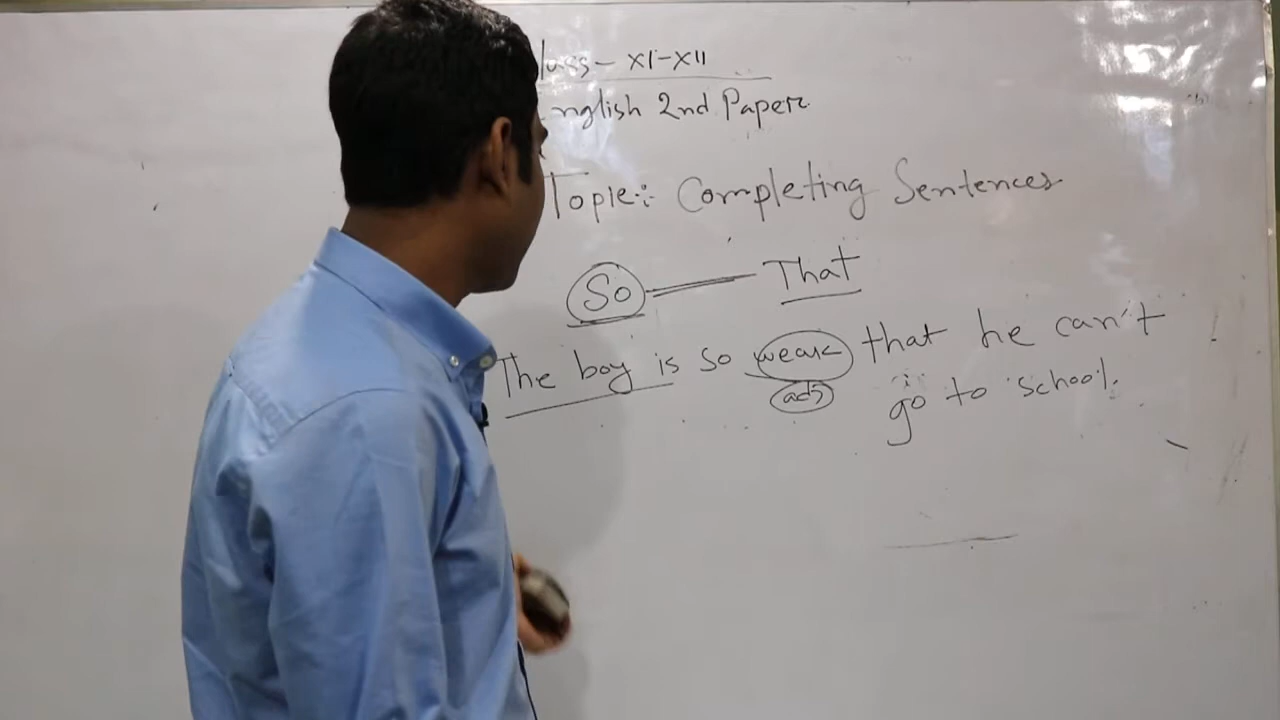 lass - XI-XII
English 2nd Paper
Topic: Completing Sentences
So — That
The boy is so weak that he can't
adj
go to school.